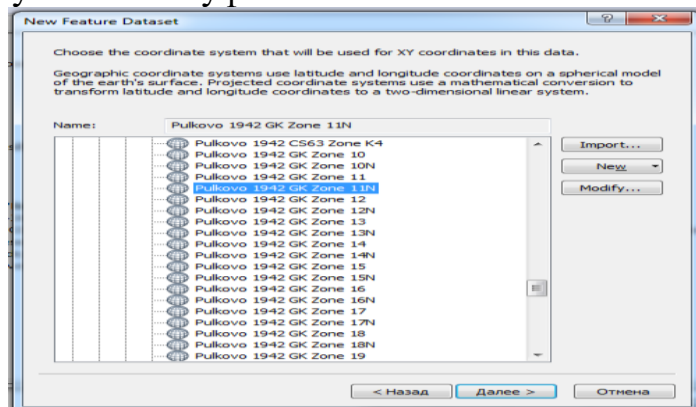 New Feature Dataset
Choose the coordinate system that will be used for XY coordinates in this data.
Geographic coordinate systems use latitude and longitude coordinates on a spherical model
of the earth's surface. Projected coordinate systems use a mathematical conversion to
transform latitude and longitude coordinates to a two-dimensional linear system.
Name: Pulkovo 1942 GK Zone 11N
Pulkovo 1942 CS63 Zone K4
Pulkovo 1942 GK Zone 10
Pulkovo 1942 GK Zone 10N
Pulkovo 1942 GK Zone 11
Pulkovo 1942 GK Zone 11N
Pulkovo 1942 GK Zone 12
Pulkovo 1942 GK Zone 12N
Pulkovo 1942 GK Zone 13
Pulkovo 1942 GK Zone 13N
Pulkovo 1942 GK Zone 14
Pulkovo 1942 GK Zone 14N
Pulkovo 1942 GK Zone 15
Pulkovo 1942 GK Zone 15N
Pulkovo 1942 GK Zone 16
Pulkovo 1942 GK Zone 16N
Pulkovo 1942 GK Zone 17
Pulkovo 1942 GK Zone 17N
Pulkovo 1942 GK Zone 18
Pulkovo 1942 GK Zone 18N
Pulkovo 1942 GK Zone 19
Import...
New
Modify...
< Назад
Далее >
Отмена